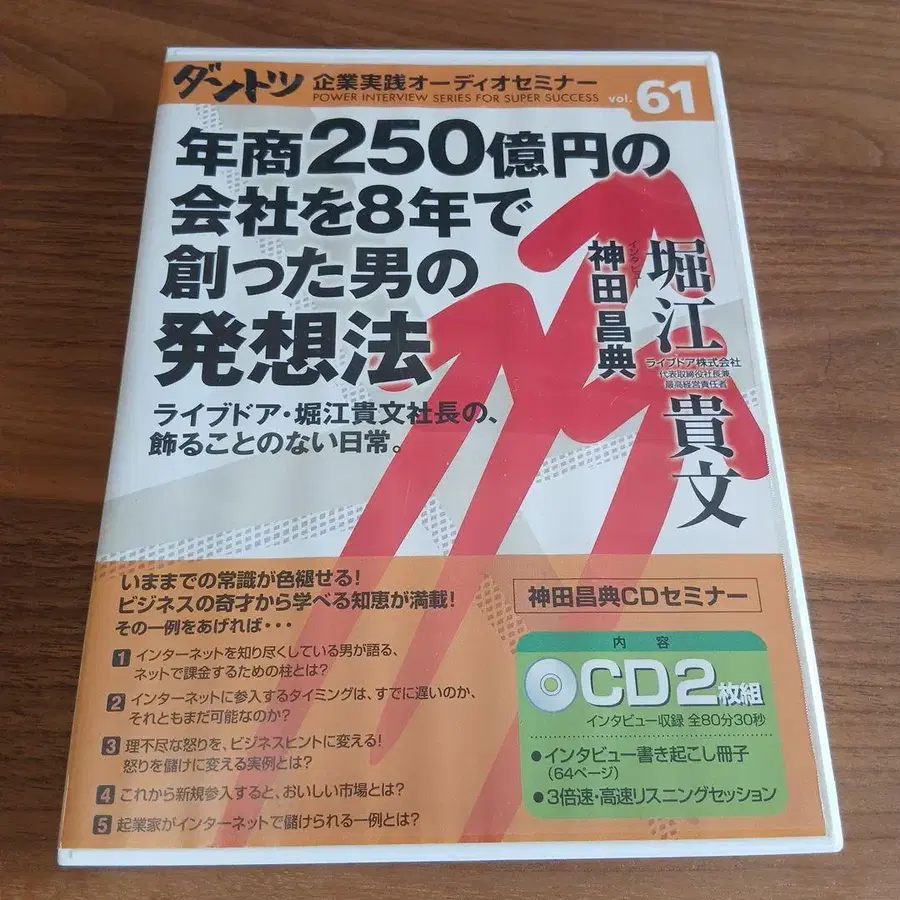 ダントツ 企業実践オーディオセミナー
POWER INTERVIEW SERIES FOR SUPER SUCCESS vol.61
年商250億円の
会社を8年で
創った男の
発想法
ライブドア・堀江貴文社長の、
飾ることのない日常。
堀江貴文
ライブドア株式会社
代表取締役社長兼
最高経営責任者
インタビュー
神田昌典
いままでの常識が色褪せる!
ビジネスの奇才から学べる知恵が満載!
その一例をあげれば・・・
1 インターネットを知り尽くしている男が語る、
ネットで課金するための柱とは?
2 インターネットに参入するタイミングは、すでに遅いのか、
それともまだ可能なのか?
3 理不尽な怒りを、ビジネスヒントに変える!
怒りを儲けに変える実例とは?
4 これから新規参入すると、おいしい市場とは?
5 起業家がインターネットで儲けられる一例とは?
神田昌典CDセミナー
内容
CD2枚組
インタビュー収録 全80分30秒
●インタビュー書き起こし冊子
(64ページ)
●3倍速・高速リスニングセッション